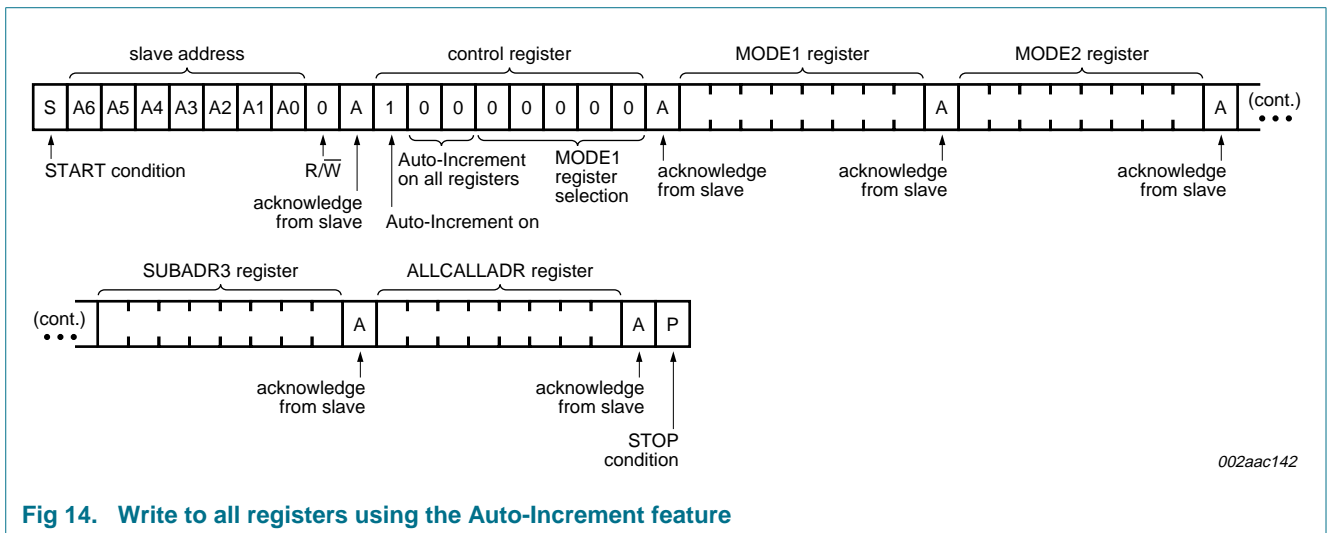 slave address control register MODE1 register MODE2 register
S A6 A5 A4 A3 A2 A1 A0 0 A 1 0 0 0 0 0 0 0 A A A (cont.)
START condition R/W̅ Auto-Increment MODE1 acknowledge acknowledge acknowledge
on all registers register from slave from slave from slave
acknowledge selection
from slave Auto-Increment on
SUBADR3 register ALLCALLADR register
(cont.) A A P
acknowledge acknowledge
from slave from slave
STOP
condition
002aac142
Fig 14. Write to all registers using the Auto-Increment feature